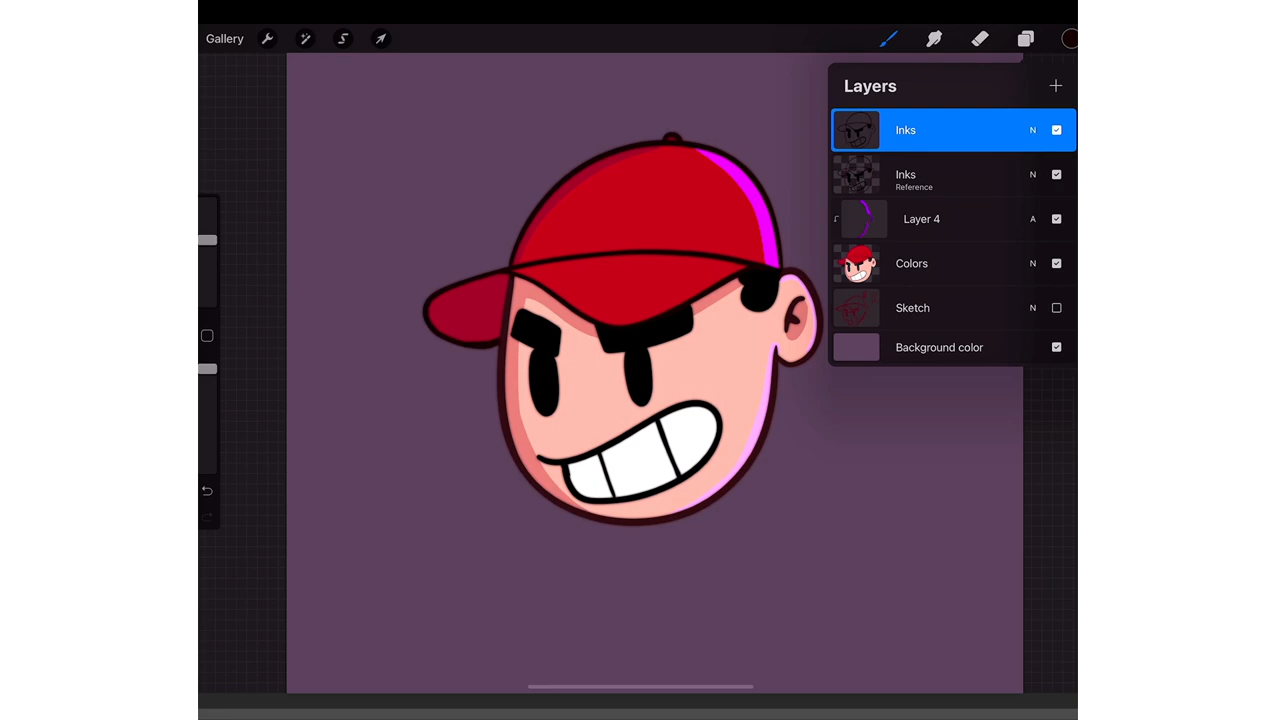 Gallery
Layers
Inks N
Inks N
Reference
Layer 4 A
Colors N
Sketch N
Background color